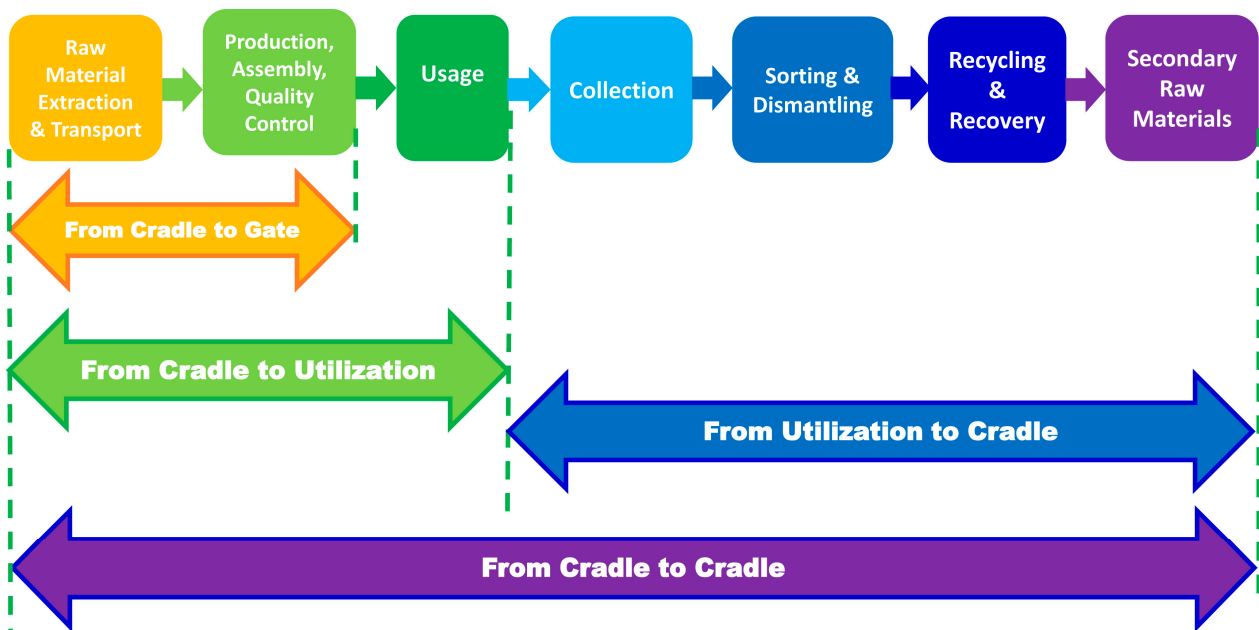 Raw
Material
Extraction
& Transport
Production,
Assembly,
Quality
Control
Usage
Collection
Sorting &
Dismantling
Recycling
&
Recovery
Secondary
Raw
Materials
From Cradle to Gate
From Cradle to Utilization
From Utilization to Cradle
From Cradle to Cradle